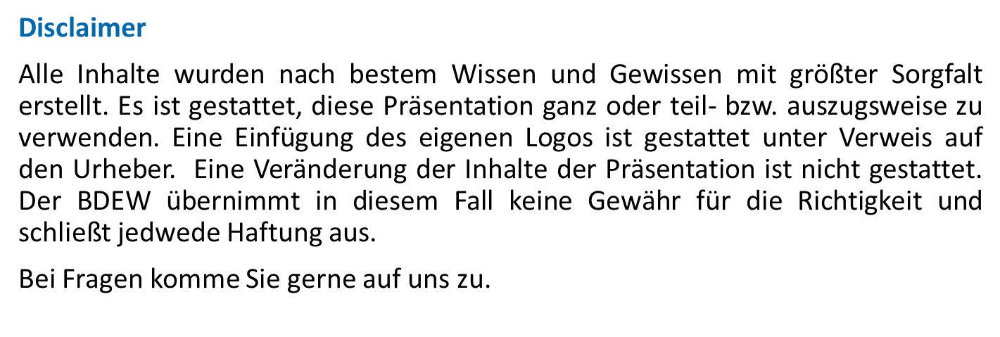 Disclaimer
Alle Inhalte wurden nach bestem Wissen und Gewissen mit größter Sorgfalt
erstellt. Es ist gestattet, diese Präsentation ganz oder teil- bzw. auszugsweise zu
verwenden. Eine Einfügung des eigenen Logos ist gestattet unter Verweis auf
den Urheber.  Eine Veränderung der Inhalte der Präsentation ist nicht gestattet.
Der BDEW übernimmt in diesem Fall keine Gewähr für die Richtigkeit und
schließt jedwede Haftung aus.
Bei Fragen komme Sie gerne auf uns zu.